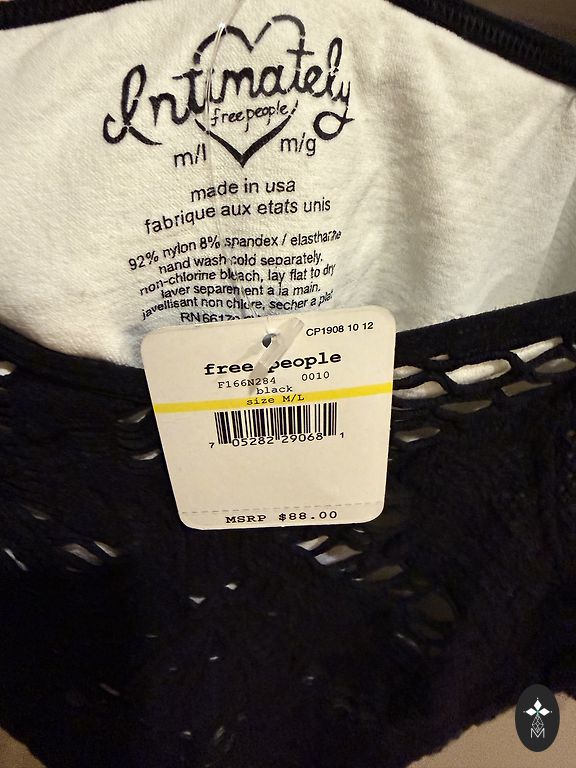 Intimately
free people
m/l m/g
made in usa
fabrique aux etats unis
92% nylon 8% spandex / elasthanne
hand wash cold separately.
non-chlorine bleach, lay flat to dry
laver separement a la main.
javellisant non chlore, secher a plat
CP1908 10 12
free people
F166N284 0010
black
size M/L
7 05282 29068 1
MSRP $88.00
M